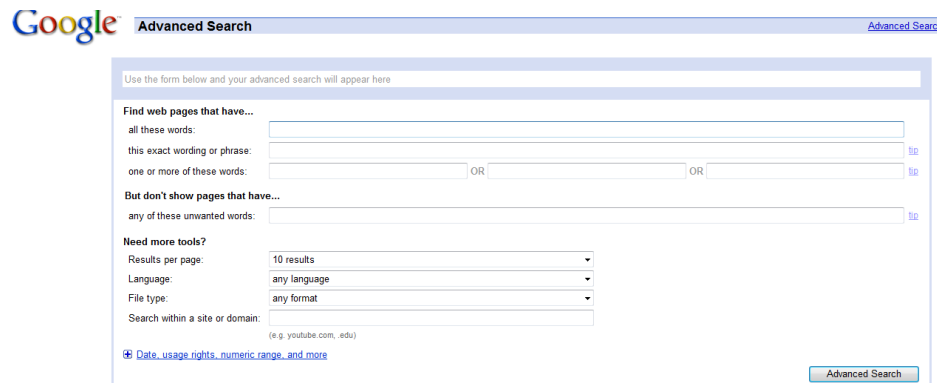 Google Advanced Search Advanced Searc
Use the form below and your advanced search will appear here
Find web pages that have...
all these words:
this exact wording or phrase: tip
one or more of these words: OR OR tip
But don't show pages that have...
any of these unwanted words: tip
Need more tools?
Results per page: 10 results
Language: any language
File type: any format
Search within a site or domain:
(e.g. youtube.com, .edu)
Date, usage rights, numeric range, and more
Advanced Search